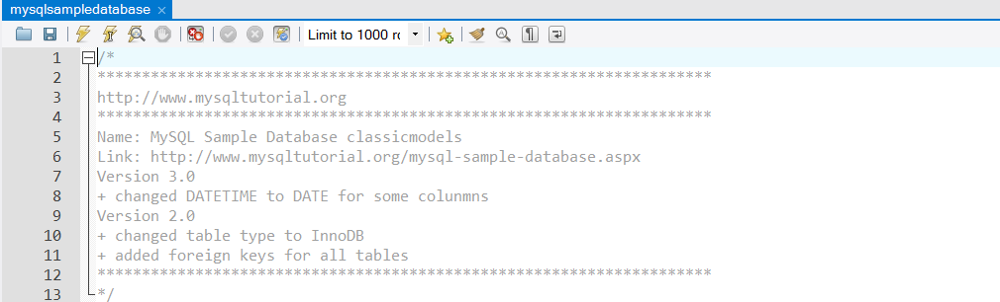 mysqlsampledatabase
Limit to 1000 rc
1 /*
2 *********************************************************************
3 http://www.mysqltutorial.org
4 *********************************************************************
5 Name: MySQL Sample Database classicmodels
6 Link: http://www.mysqltutorial.org/mysql-sample-database.aspx
7 Version 3.0
8 + changed DATETIME to DATE for some colunmns
9 Version 2.0
10 + changed table type to InnoDB
11 + added foreign keys for all tables
12 *********************************************************************
13 */